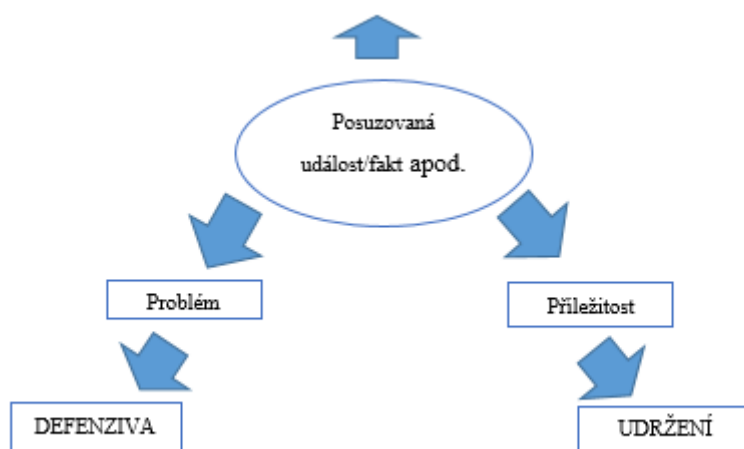 Posuzovaná
událost/fakt apod.
Problém
Příležitost
DEFENZIVA
UDRŽENÍ